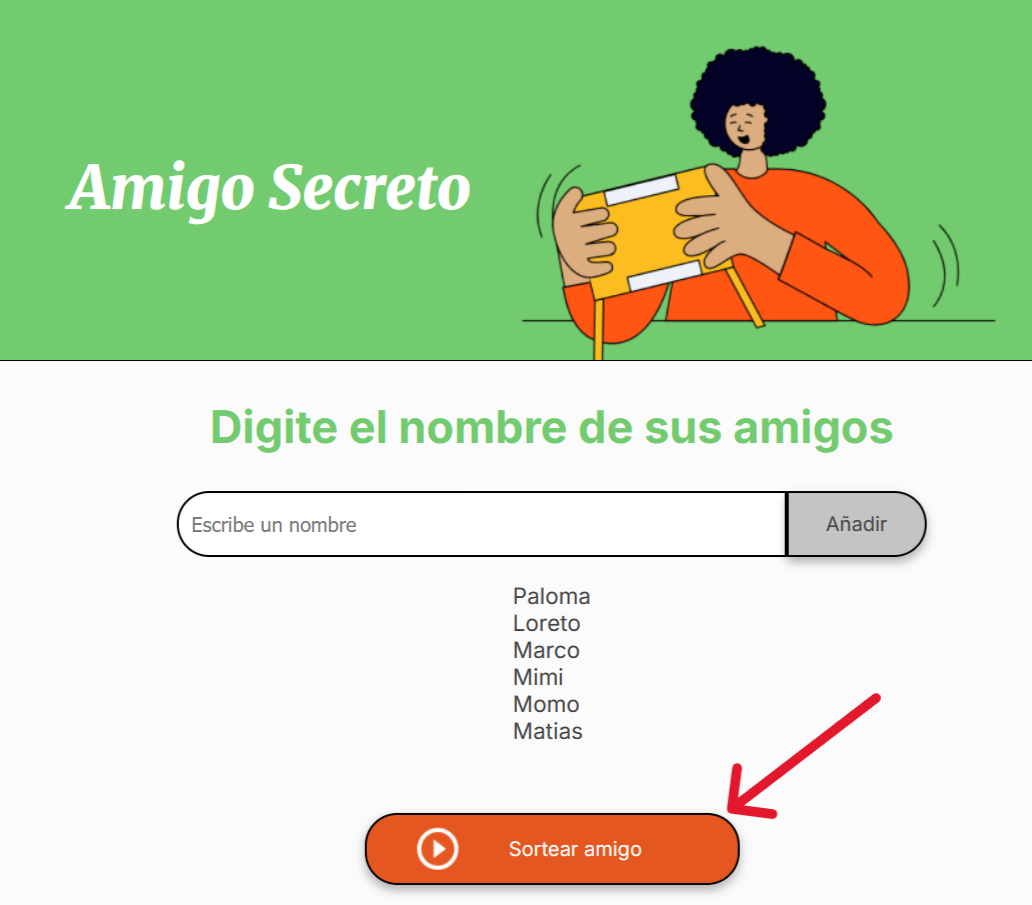 Amigo Secreto
Digite el nombre de sus amigos
Escribe un nombre
Añadir
Paloma
Loreto
Marco
Mimi
Momo
Matias
Sortear amigo